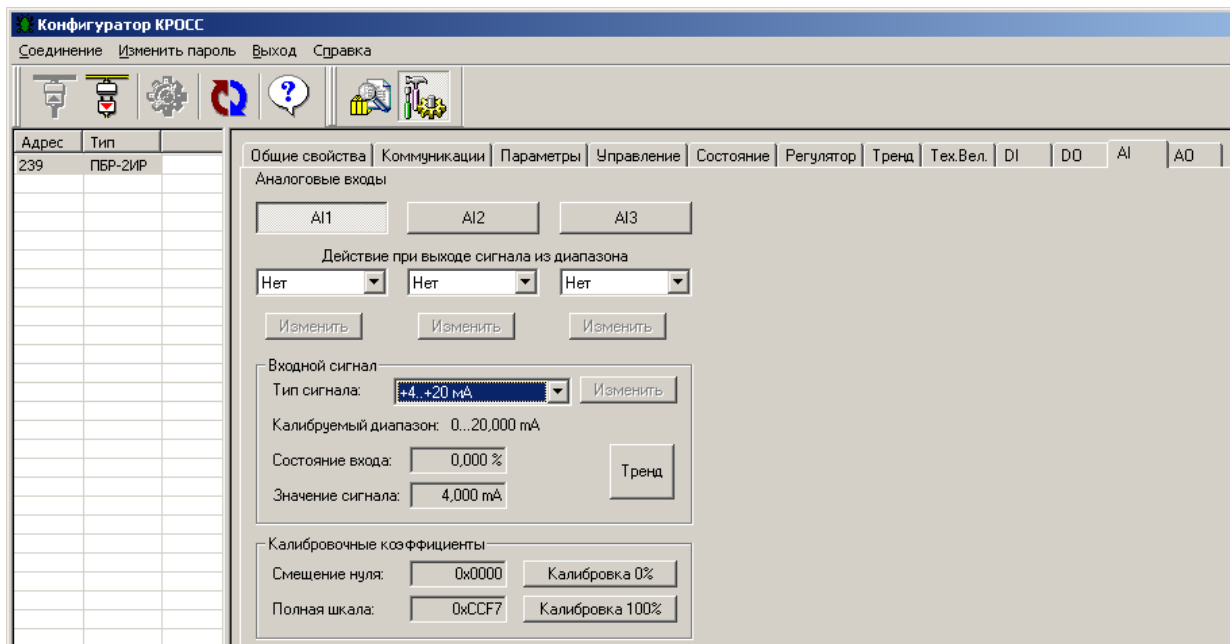 Конфигуратор КРОСС
Соединение Изменить пароль Выход Справка
Адрес Тип
239 ПБР-2ИР
Общие свойства Коммуникации Параметры Управление Состояние Регулятор Тренд Тех.Вел. DI DO AI AO
Аналоговые входы
AI1 AI2 AI3
Действие при выходе сигнала из диапазона
Нет Нет Нет
Изменить Изменить Изменить
Входной сигнал
Тип сигнала: +4..+20 мА Изменить
Калибруемый диапазон: 0...20,000 mA
Состояние входа: 0,000 %
Тренд
Значение сигнала: 4,000 mA
Калибровочные коэффициенты
Смещение нуля: 0x0000 Калибровка 0%
Полная шкала: 0xCCF7 Калибровка 100%